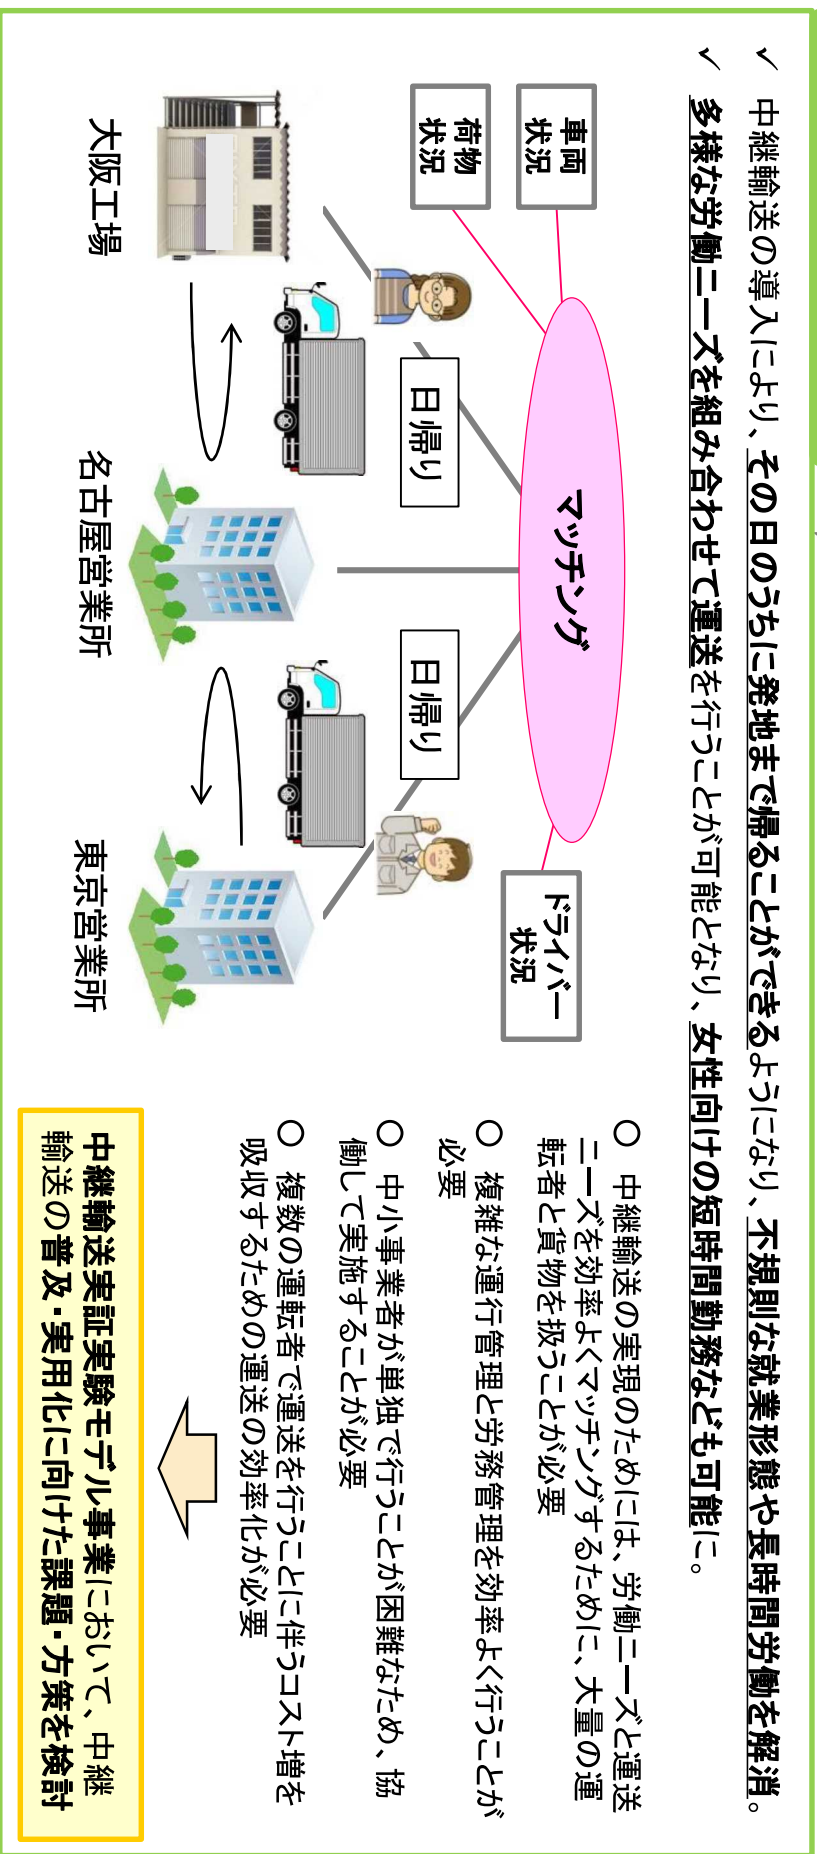 ✓ 中継輸送の導入により、その日のうちに発地まで帰ることができるようになり、不規則な就業形態や長時間労働を解消。
✓ 多様な労働ニーズを組み合わせて運送を行うことが可能となり、女性向けの短時間勤務なども可能に。
車両
状況
荷物
状況
マッチング
ドライバー
状況
日帰り
日帰り
大阪工場
名古屋営業所
東京営業所
○ 中継輸送の実現のためには、労働ニーズと運送
ニーズを効率よくマッチングするために、大量の運
転者と貨物を扱うことが必要
○ 複雑な運行管理と労務管理を効率よく行うことが
必要
○ 中小事業者が単独で行うことが困難なため、協
働して実施することが必要
○ 複数の運転者で運送を行うことに伴うコスト増を
吸収するための運送の効率化が必要
中継輸送実証実験モデル事業において、中継
輸送の普及・実用化に向けた課題・方策を検討